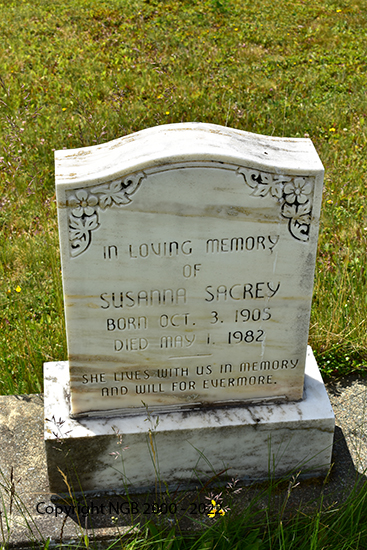 IN LOVING MEMORY
OF
SUSANNA SACREY
BORN OCT. 3, 1905
DIED MAY 1, 1982
SHE LIVES WITH US IN MEMORY
AND WILL FOR EVERMORE.
Copyright NGB 2000 -